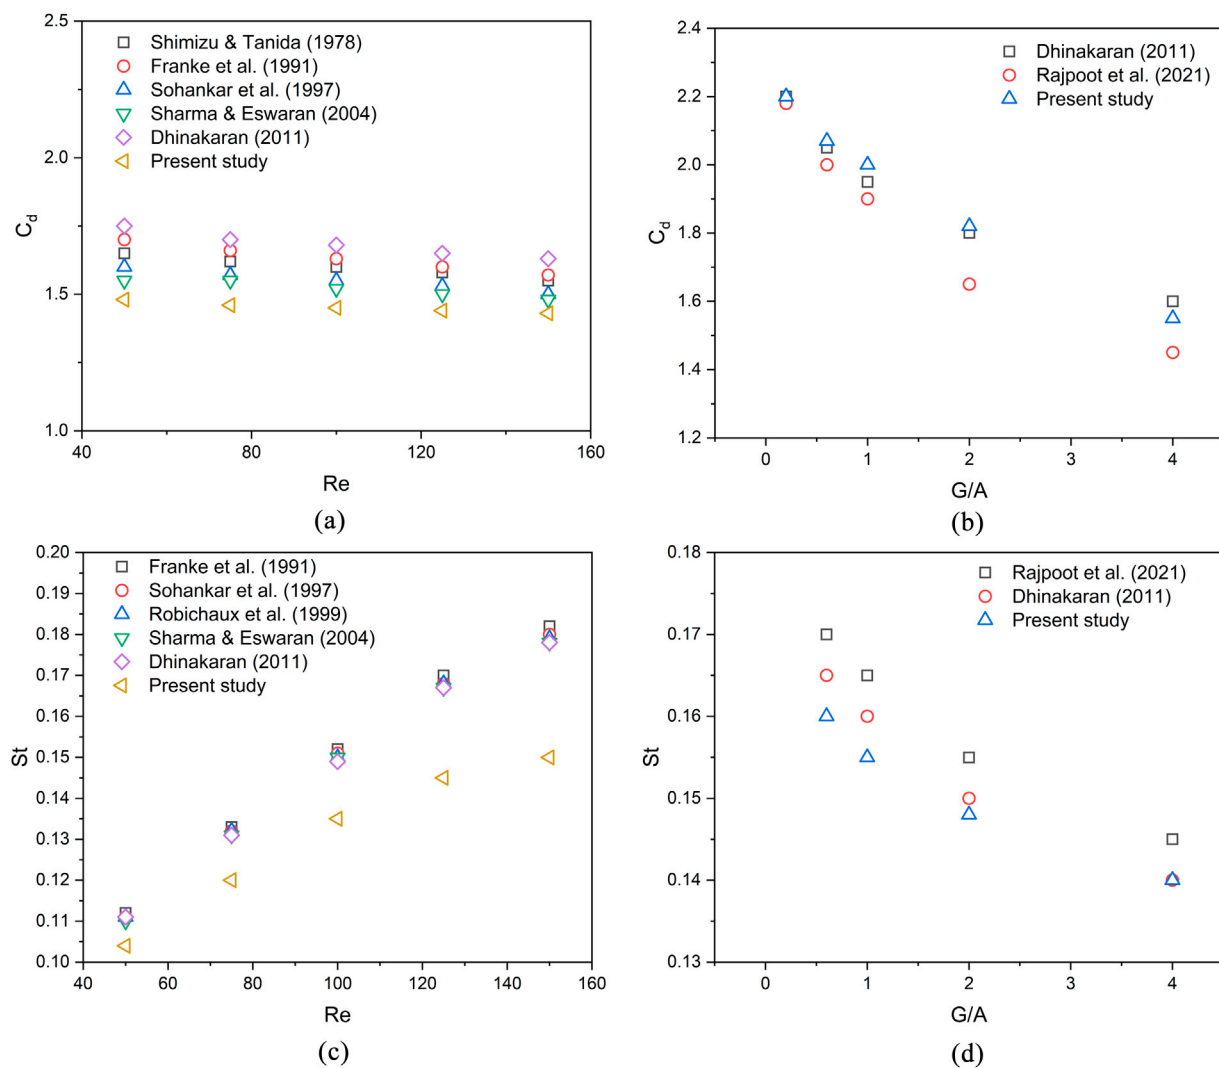 2.5
2.0
1.5
1.0
C_d
Shimizu & Tanida (1978)
Franke et al. (1991)
Sohankar et al. (1997)
Sharma & Eswaran (2004)
Dhinakaran (2011)
Present study
40 80 120 160
Re
(a)
2.4
2.2
2.0
1.8
1.6
1.4
1.2
C_d
Dhinakaran (2011)
Rajpoot et al. (2021)
Present study
0 1 2 3 4
G/A
(b)
0.20
0.19
0.18
0.17
0.16
0.15
0.14
0.13
0.12
0.11
0.10
St
Franke et al. (1991)
Sohankar et al. (1997)
Robichaux et al. (1999)
Sharma & Eswaran (2004)
Dhinakaran (2011)
Present study
40 60 80 100 120 140 160
Re
(c)
0.18
0.17
0.16
0.15
0.14
0.13
St
Rajpoot et al. (2021)
Dhinakaran (2011)
Present study
0 1 2 3 4
G/A
(d)